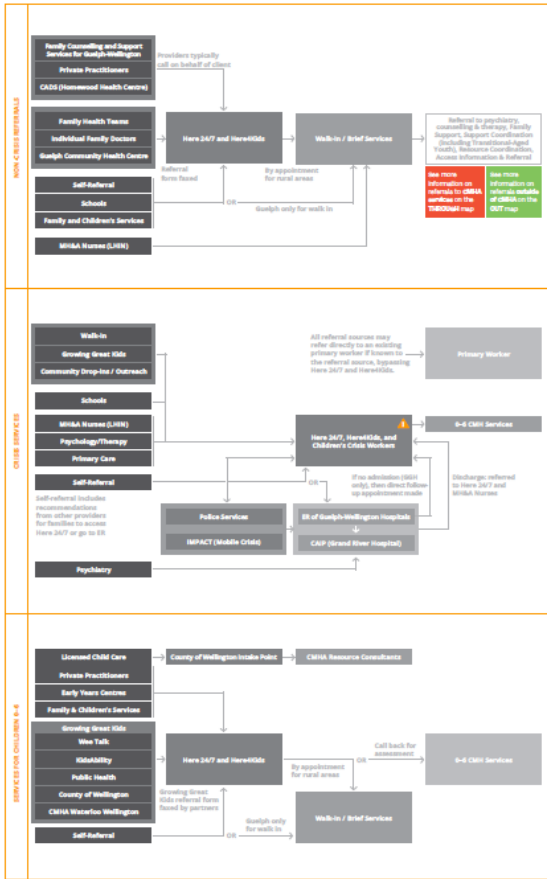 NON-CRISIS REFERRALS
Family Counselling and Support
Services for Guelph-Wellington
Private Practitioners
CADS (Homewood Health Centre)
Providers typically
call on behalf of client
Family Health Teams
Individual Family Doctors
Guelph Community Health Centre
Here 24/7 and Here4Kids
Walk-in / Brief Services
Referral to psychiatry,
counselling & therapy, Family
Support, Support Coordination
(including Transitional-Aged
Youth), Resource Coordination,
Access Information & Referral
Referral
form faxed
By appointment
for rural areas
See more
information on
referrals to CMHA
services on the
THROUGH map
See more
information on
referrals outside
of CMHA on the
OUT map
Self-Referral
Schools
Family and Children's Services
OR
Guelph only for walk in
MH&A Nurses (LHIN)
CRISIS SERVICES
Walk-in
Growing Great Kids
Community Drop-Ins / Outreach
All referral sources may
refer directly to an existing
primary worker if known to
the referral source, bypassing
Here 24/7 and Here4Kids.
Primary Worker
Schools
MH&A Nurses (LHIN)
Psychology/Therapy
Primary Care
Here 24/7, Here4Kids, and
Children's Crisis Workers
0-6 CMH Services
Self-Referral
OR
If no admission (GGH
only), then direct follow-
up appointment made
Discharge: referred
to Here 24/7 and
MH&A Nurses
Self-referral includes
recommendations
from other providers
for families to access
Here 24/7 or go to ER
Police Services
IMPACT (Mobile Crisis)
ER of Guelph-Wellington Hospitals
CAIP (Grand River Hospital)
Psychiatry
SERVICES FOR CHILDREN 0-6
Licensed Child Care
County of Wellington Intake Point
CMHA Resource Consultants
Private Practitioners
Early Years Centres
Family & Children's Services
Growing Great Kids
Wee Talk
KidsAbility
Public Health
County of Wellington
CMHA Waterloo Wellington
Here 24/7 and Here4Kids
By appointment
for rural areas
OR
Call back for
assessment
0-6 CMH Services
Growing Great
Kids referral form
faxed by partners
Self-Referral
OR
Guelph only
for walk in
Walk-in / Brief Services